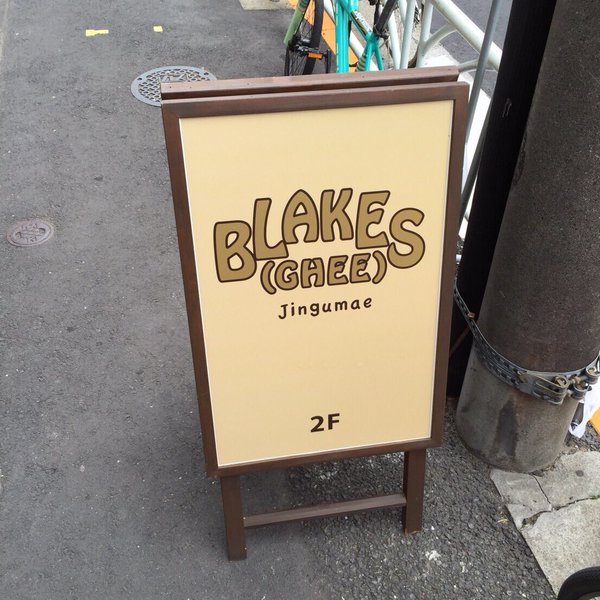 BLAKES
(GHEE)
Jingumae
2F